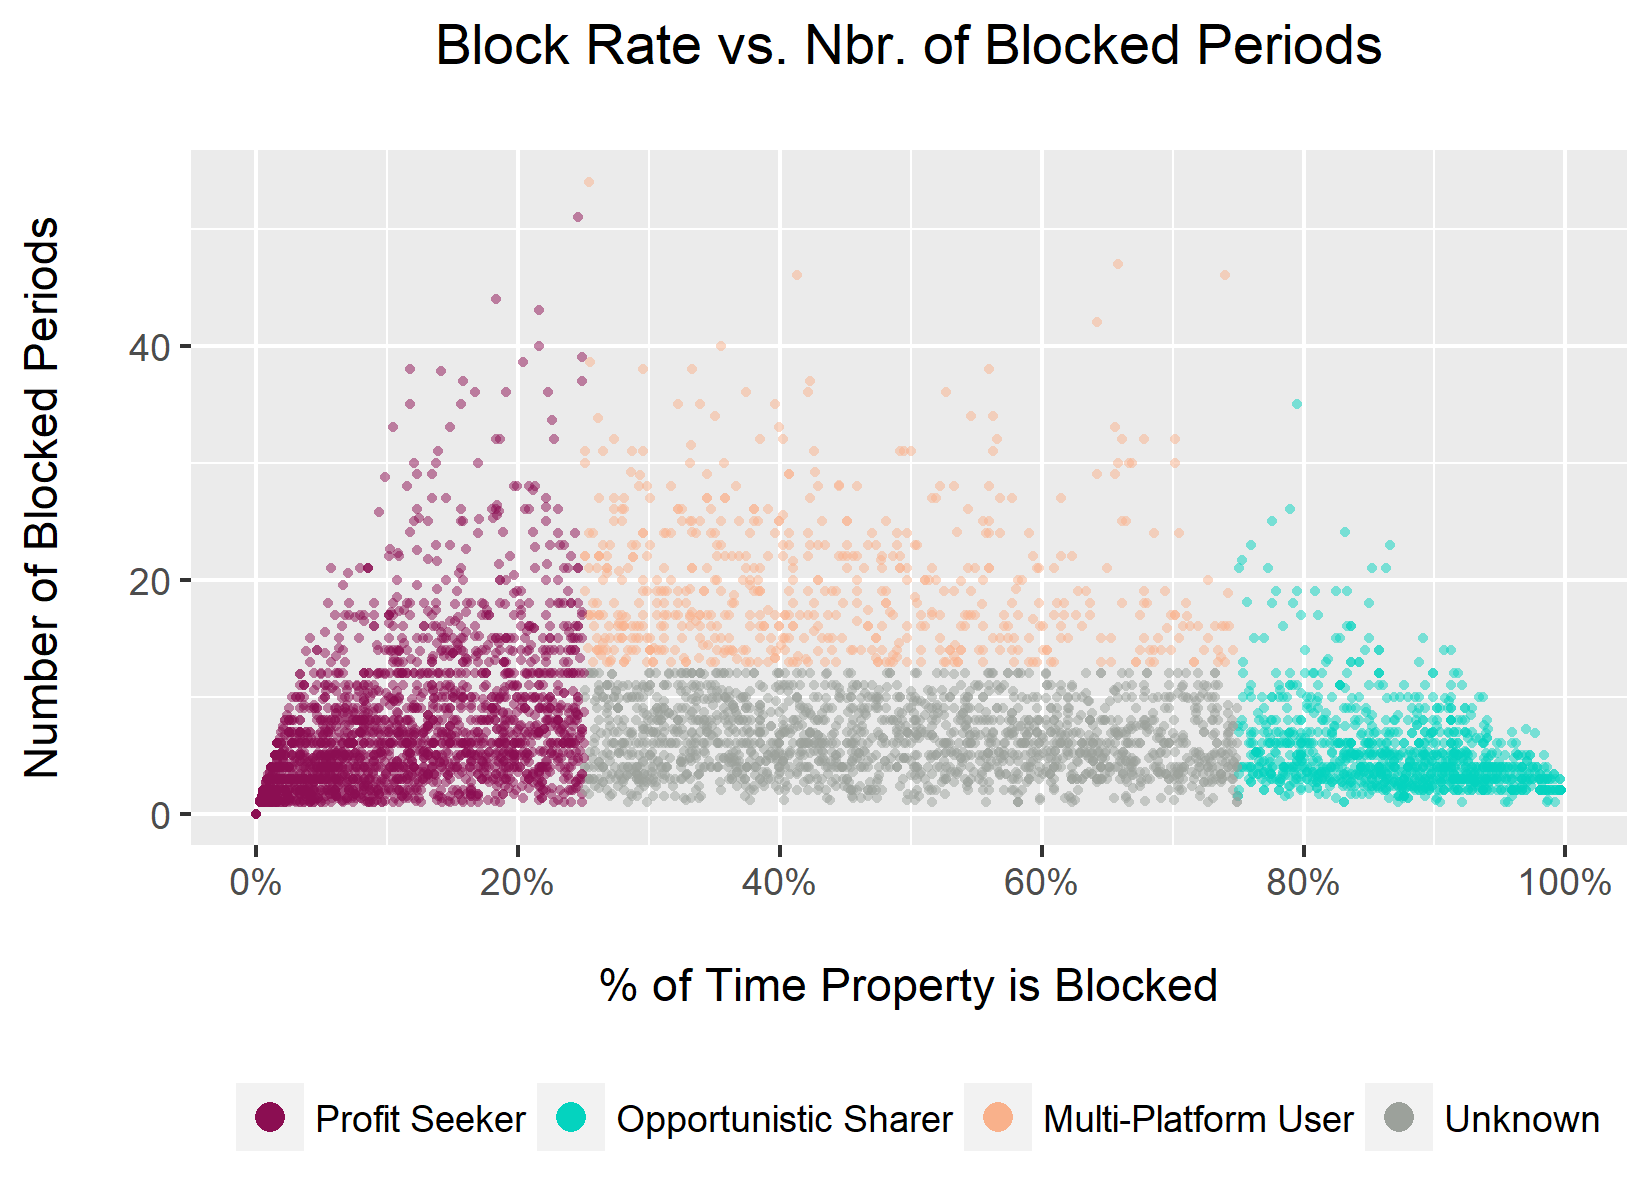 Block Rate vs. Nbr. of Blocked Periods
Number of Blocked Periods
40
20
0
0% 20% 40% 60% 80% 100%
% of Time Property is Blocked
Profit Seeker Opportunistic Sharer Multi-Platform User Unknown